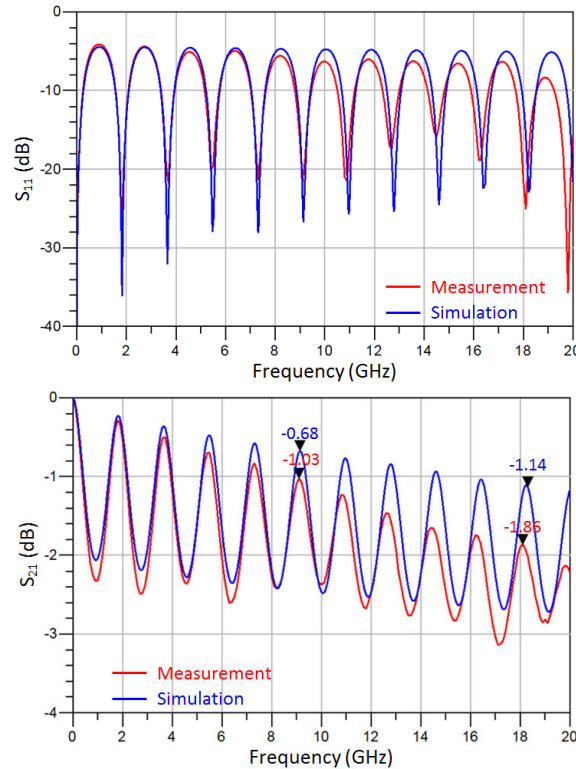 0
-10
-20
-30
-40
S11 (dB)
Measurement
Simulation
0 2 4 6 8 10 12 14 16 18 20
Frequency (GHz)
0
-1
-2
-3
-4
S21 (dB)
-0.68
-1.03
-1.14
-1.86
Measurement
Simulation
0 2 4 6 8 10 12 14 16 18 20
Frequency (GHz)